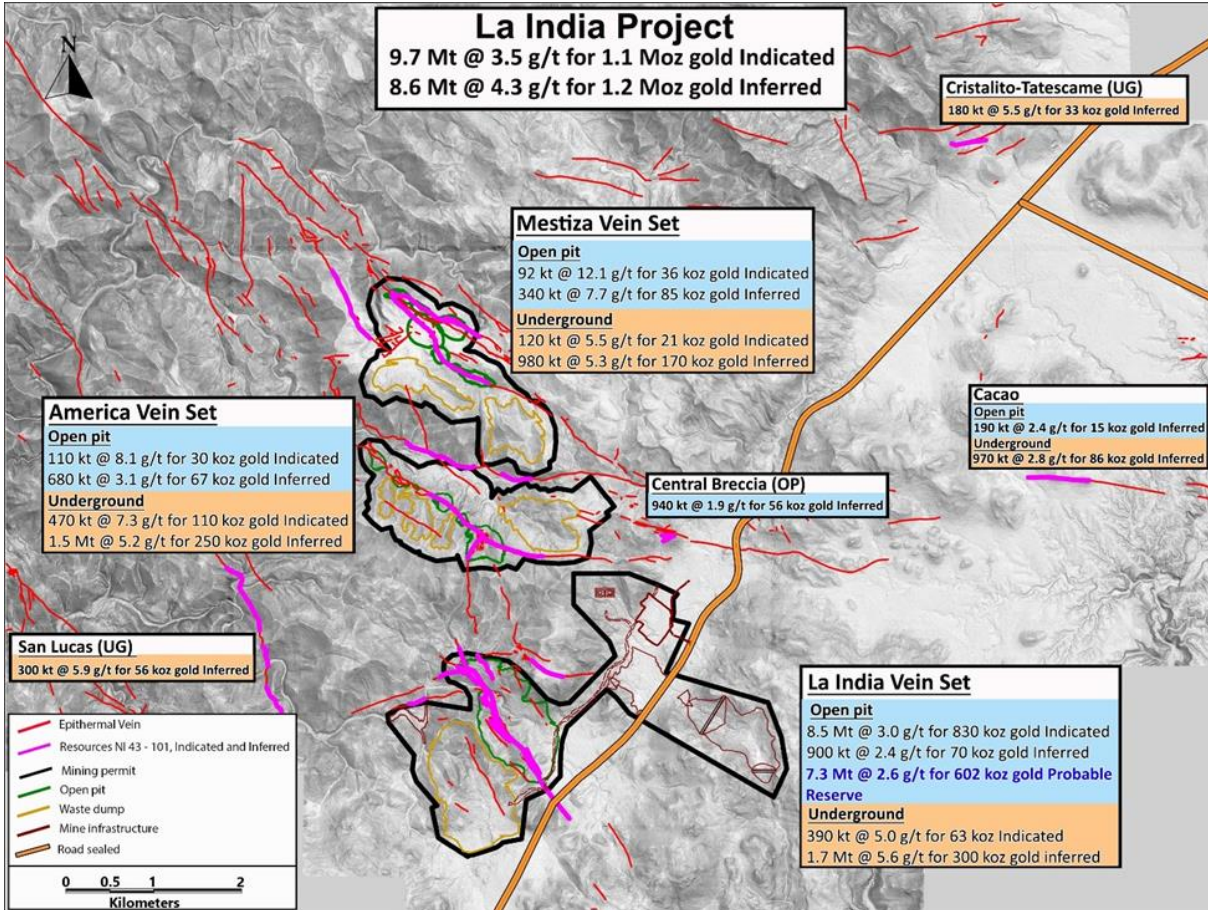 La India Project
9.7 Mt @ 3.5 g/t for 1.1 Moz gold Indicated
8.6 Mt @ 4.3 g/t for 1.2 Moz gold Inferred
N
Cristalito-Tatescame (UG)
180 kt @ 5.5 g/t for 33 koz gold Inferred
Mestiza Vein Set
Open pit
92 kt @ 12.1 g/t for 36 koz gold Indicated
340 kt @ 7.7 g/t for 85 koz gold Inferred
Underground
120 kt @ 5.5 g/t for 21 koz gold Indicated
980 kt @ 5.3 g/t for 170 koz gold Inferred
America Vein Set
Open pit
110 kt @ 8.1 g/t for 30 koz gold Indicated
680 kt @ 3.1 g/t for 67 koz gold Inferred
Underground
470 kt @ 7.3 g/t for 110 koz gold Indicated
1.5 Mt @ 5.2 g/t for 250 koz gold Inferred
Cacao
Open pit
190 kt @ 2.4 g/t for 15 koz gold Inferred
Underground
970 kt @ 2.8 g/t for 86 koz gold Inferred
Central Breccia (OP)
940 kt @ 1.9 g/t for 56 koz gold Inferred
San Lucas (UG)
300 kt @ 5.9 g/t for 56 koz gold Inferred
La India Vein Set
Open pit
8.5 Mt @ 3.0 g/t for 830 koz gold Indicated
900 kt @ 2.4 g/t for 70 koz gold Inferred
7.3 Mt @ 2.6 g/t for 602 koz gold Probable
Reserve
Underground
390 kt @ 5.0 g/t for 63 koz Indicated
1.7 Mt @ 5.6 g/t for 300 koz gold inferred
Epithermal Vein
Resources NI 43 - 101, Indicated and Inferred
Mining permit
Open pit
Waste dump
Mine infrastructure
Road sealed
0 0.5 1 2
Kilometers